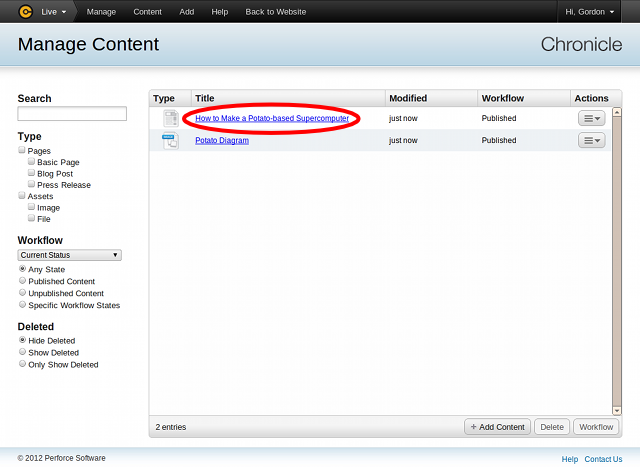 Live Manage Content Add Help Back to Website Hi, Gordon
Manage Content
Chronicle
Search
Type
Pages
Basic Page
Blog Post
Press Release
Assets
Image
File
Workflow
Current Status
Any State
Published Content
Unpublished Content
Specific Workflow States
Deleted
Hide Deleted
Show Deleted
Only Show Deleted
Type Title Modified Workflow Actions
How to Make a Potato-based Supercomputer just now Published
Potato Diagram just now Published
2 entries + Add Content Delete Workflow
© 2012 Perforce Software
Help Contact Us